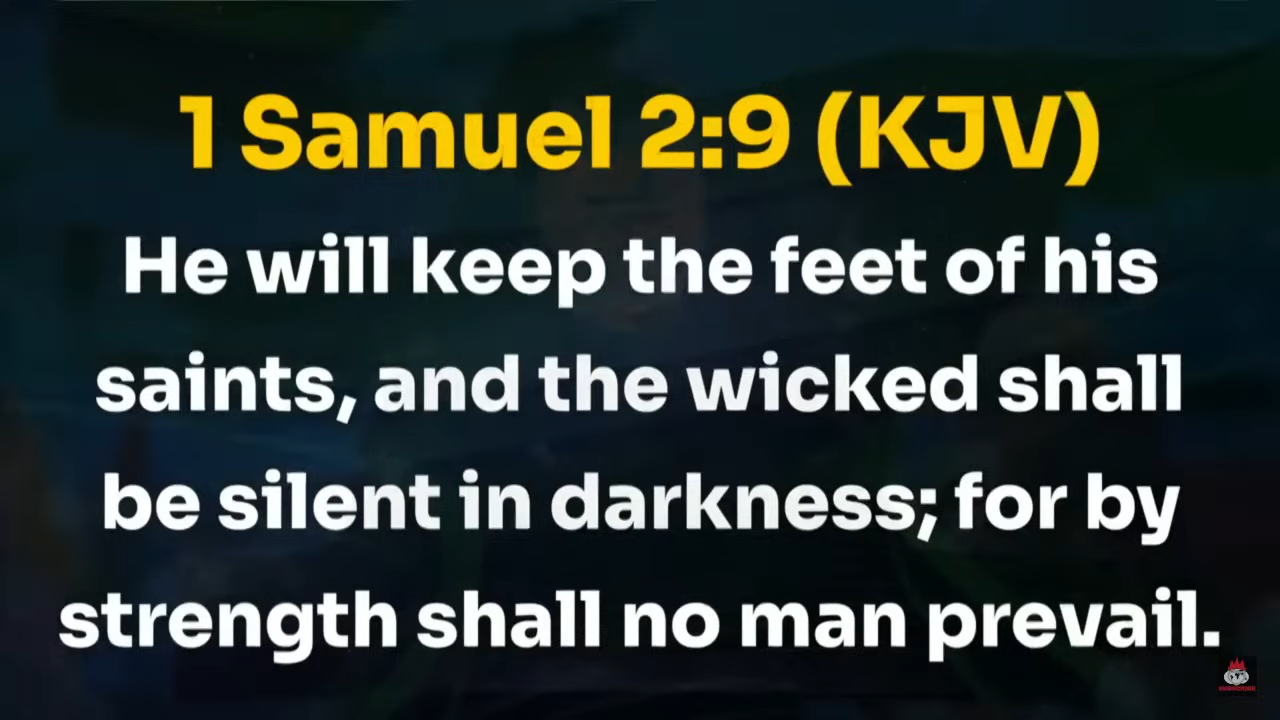 1 Samuel 2:9 (KJV)
He will keep the feet of his
saints, and the wicked shall
be silent in darkness; for by
strength shall no man prevail.